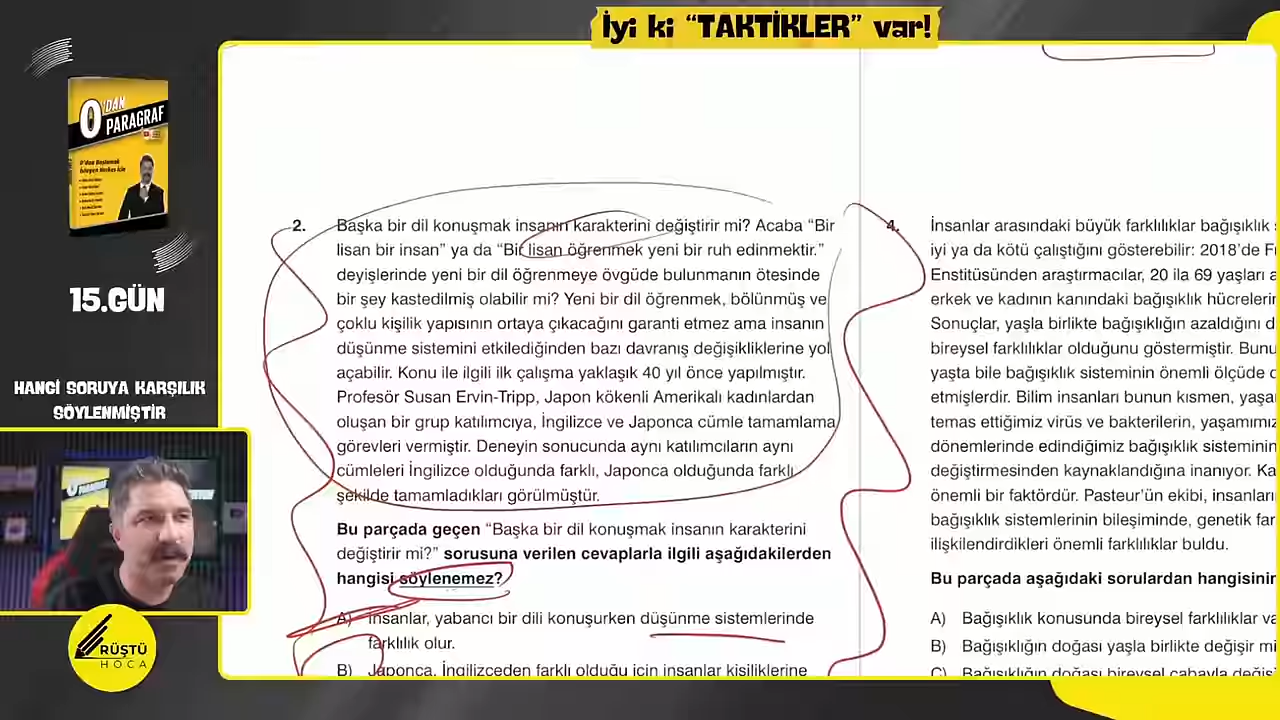 İyi ki “TAKTİKLER” var!
0'DAN
PARAGRAF
15.GÜN
HANGİ SORUYA KARŞILIK
SÖYLENMİŞTİR
RÜŞTÜ
HOCA
2. Başka bir dil konuşmak insanın karakterini değiştirir mi? Acaba “Bir
lisan bir insan” ya da “Bir lisan öğrenmek yeni bir ruh edinmektir.”
deyişlerinde yeni bir dil öğrenmeye övgüde bulunmanın ötesinde
bir şey kastedilmiş olabilir mi? Yeni bir dil öğrenmek, bölünmüş ve
çoklu kişilik yapısının ortaya çıkacağını garanti etmez ama insanın
düşünme sistemini etkilediğinden bazı davranış değişikliklerine yol
açabilir. Konu ile ilgili ilk çalışma yaklaşık 40 yıl önce yapılmıştır.
Profesör Susan Ervin-Tripp, Japon kökenli Amerikalı kadınlardan
oluşan bir grup katılımcıya, İngilizce ve Japonca cümle tamamlama
görevleri vermiştir. Deneyin sonucunda aynı katılımcıların aynı
cümleleri İngilizce olduğunda farklı, Japonca olduğunda farklı
şekilde tamamladıkları görülmüştür.
Bu parçada geçen “Başka bir dil konuşmak insanın karakterini
değiştirir mi?” sorusuna verilen cevaplarla ilgili aşağıdakilerden
hangisi söylenemez?
A) İnsanlar, yabancı bir dili konuşurken düşünme sistemlerinde
farklılık olur.
B) Japonca, İngilizceden farklı olduğu için insanlar kişiliklerine
4. İnsanlar arasındaki büyük farklılıklar bağışıklık
iyi ya da kötü çalıştığını gösterebilir: 2018’de
Enstitüsünden araştırmacılar, 20 ila 69 yaşları
erkek ve kadının kanındaki bağışıklık
Sonuçlar, yaşla birlikte bağışıklığın azaldığını
bireysel farklılıklar olduğunu göstermiştir.
yaşta bile bağışıklık sisteminin önemli ölçüde
etmişlerdir. Bilim insanları bunun kısmen,
temas ettiğimiz virüs ve bakterilerin, yaşamımız
dönemlerinde edindiğimiz bağışıklık
değiştirmesinden kaynaklandığına inanıyor.
önemli bir faktördür. Pasteur’ün ekibi,
bağışıklık sistemlerinin bileşiminde, genetik
ilişkilendirdikleri önemli farklılıklar buldu.
Bu parçada aşağıdaki sorulardan
A) Bağışıklık konusunda bireysel farklılıklar
B) Bağışıklığın doğası yaşla birlikte değişir
C) Bağışıklığın doğası bireysel çabayla